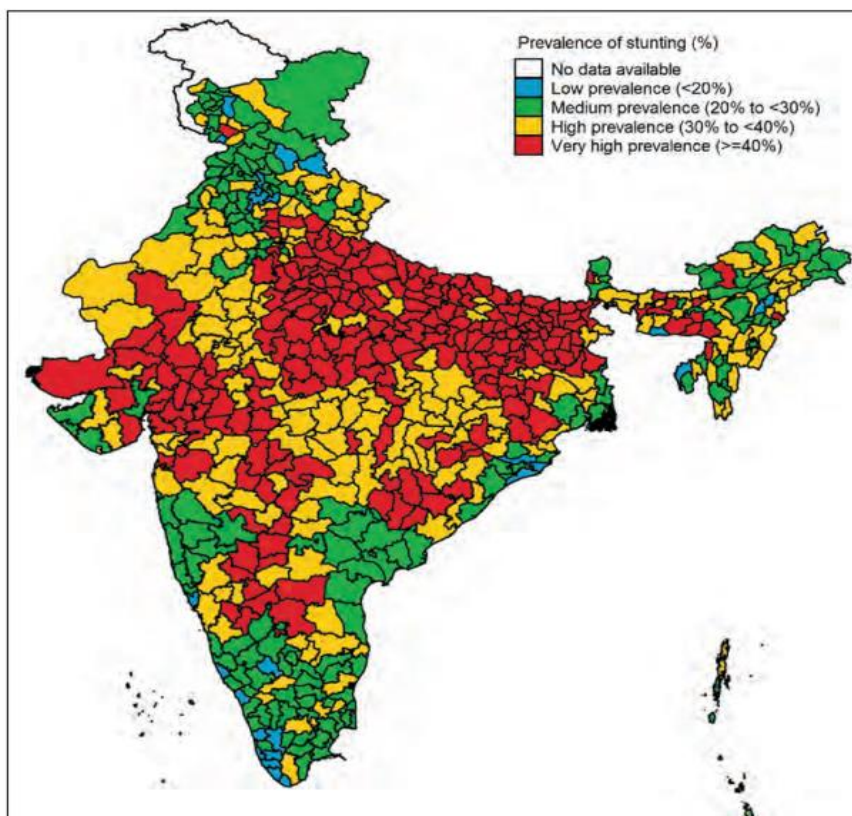 Prevalence of stunting (%)
No data available
Low prevalence (<20%)
Medium prevalence (20% to <30%)
High prevalence (30% to <40%)
Very high prevalence (>=40%)